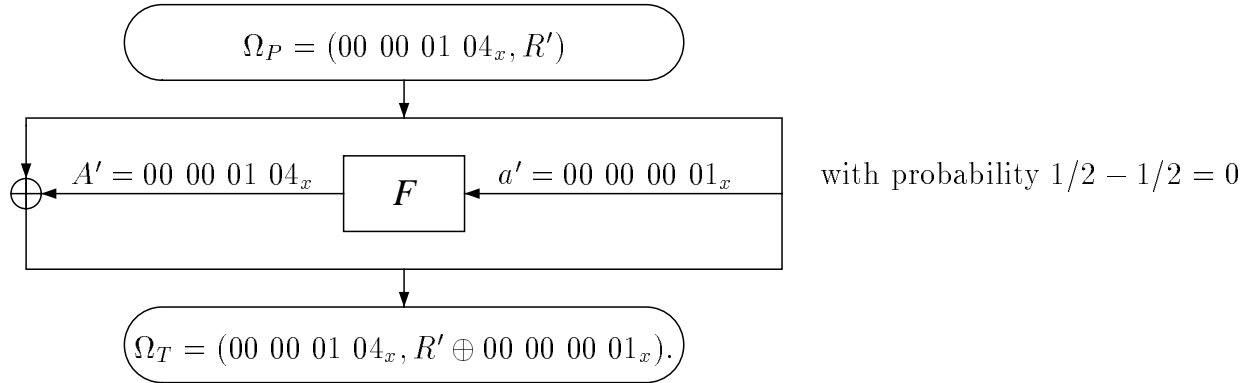 Ω_P = (00 00 01 04_x, R′)
A′ = 00 00 01 04_x
F
a′ = 00 00 00 01_x
with probability 1/2 − 1/2 = 0
Ω_T = (00 00 01 04_x, R′ ⊕ 00 00 00 01_x).